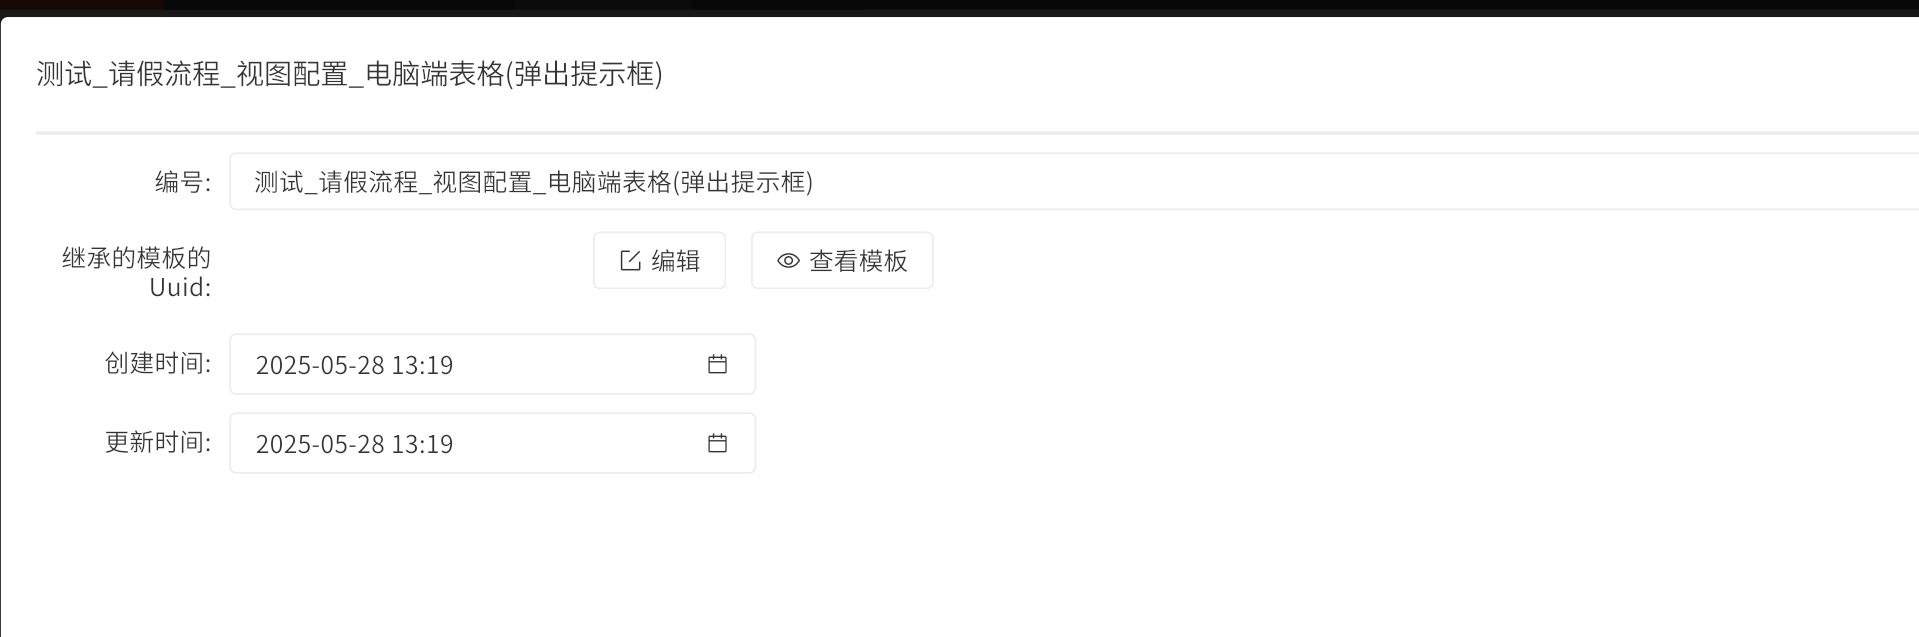 测试_请假流程_视图配置_电脑端表格(弹出提示框)
编号: 测试_请假流程_视图配置_电脑端表格(弹出提示框)
继承的模板的
Uuid:
编辑 查看模板
创建时间: 2025-05-28 13:19
更新时间: 2025-05-28 13:19